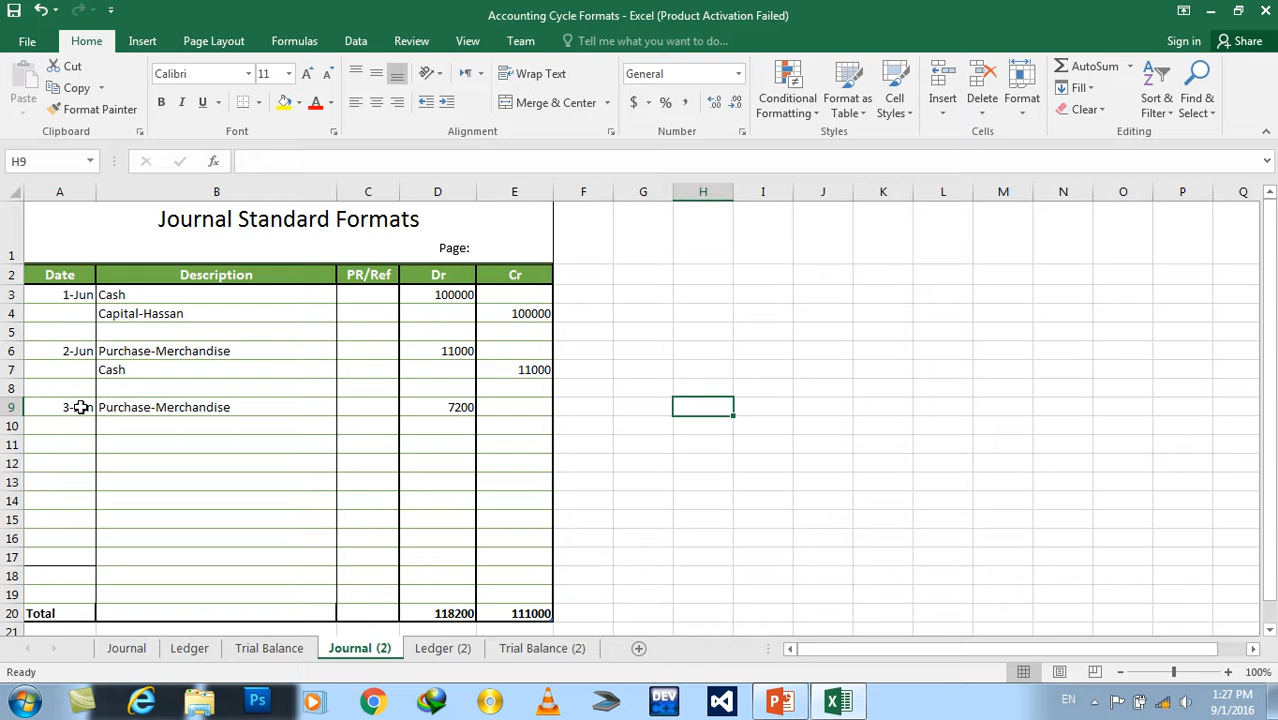 Accounting Cycle Formats - Excel (Product Activation Failed)
File Home Insert Page Layout Formulas Data Review View Team Tell me what you want to do... Sign in Share
Paste Cut Copy Format Painter Clipboard
Calibri 11 B I U A A A Font
Wrap Text Merge & Center Alignment
General $ % , .00 Number
Conditional Formatting Format as Table Cell Styles Styles
Insert Delete Format Cells
AutoSum Fill Clear Sort & Filter Find & Select Editing
H9 fx
A B C D E F G H I J K L M N O P Q
Journal Standard Formats
1 Page:
2 Date Description PR/Ref Dr Cr
3 1-Jun Cash 100000
4 Capital-Hassan 100000
5
6 2-Jun Purchase-Merchandise 11000
7 Cash 11000
8
9 Purchase-Merchandise 7200
10
11
12
13
14
15
16
17
18
19
20 Total 118200 111000
21
Journal Ledger Trial Balance Journal (2) Ledger (2) Trial Balance (2)
Ready 100%
Ps DEV C++ EN 1:27 PM
9/1/2016